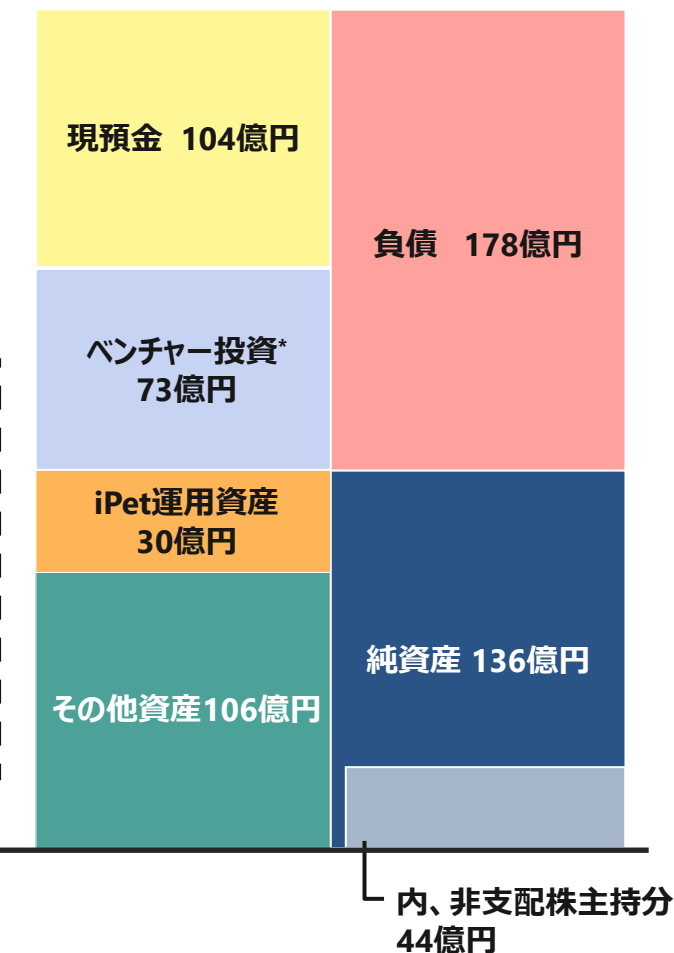 現預金 104億円
負債 178億円
ベンチャー投資*
73億円
iPet運用資産
30億円
純資産 136億円
その他資産106億円
内、非支配株主持分
44億円